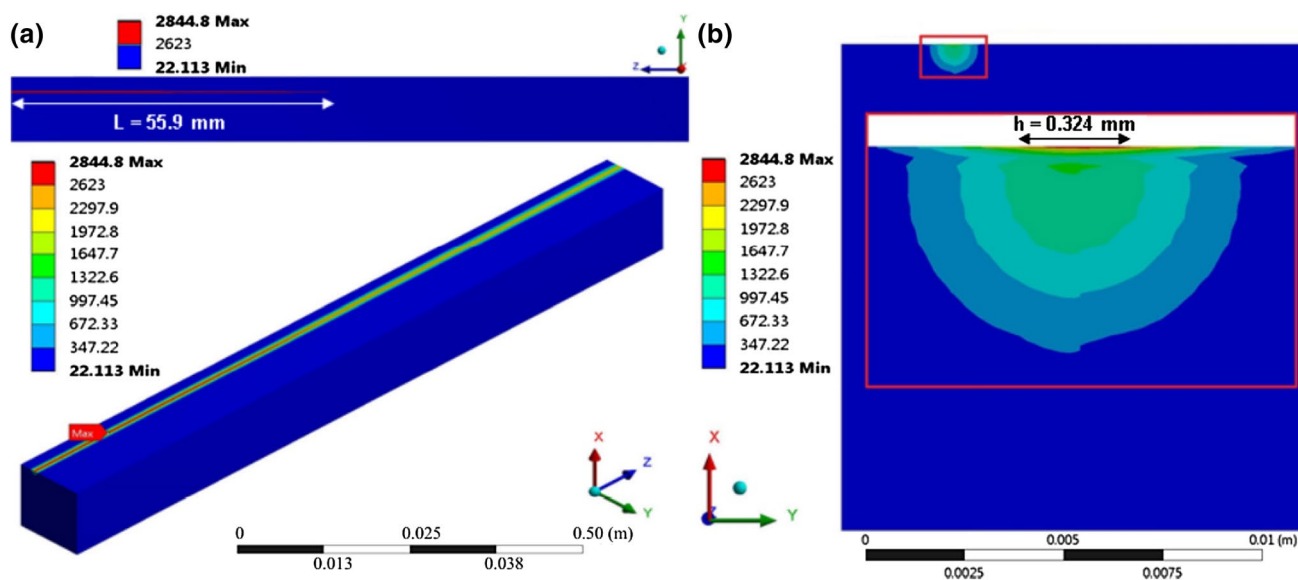 (a)
2844.8 Max
2623
22.113 Min
Y
Z
L = 55.9 mm
2844.8 Max
2623
2297.9
1972.8
1647.7
1322.6
997.45
672.33
347.22
22.113 Min
Max
X
Z
Y
0 0.025 0.50 (m)
0.013 0.038
(b)
h = 0.324 mm
2844.8 Max
2623
2297.9
1972.8
1647.7
1322.6
997.45
672.33
347.22
22.113 Min
X
Z
Y
0 0.005 0.01 (m)
0.0025 0.0075